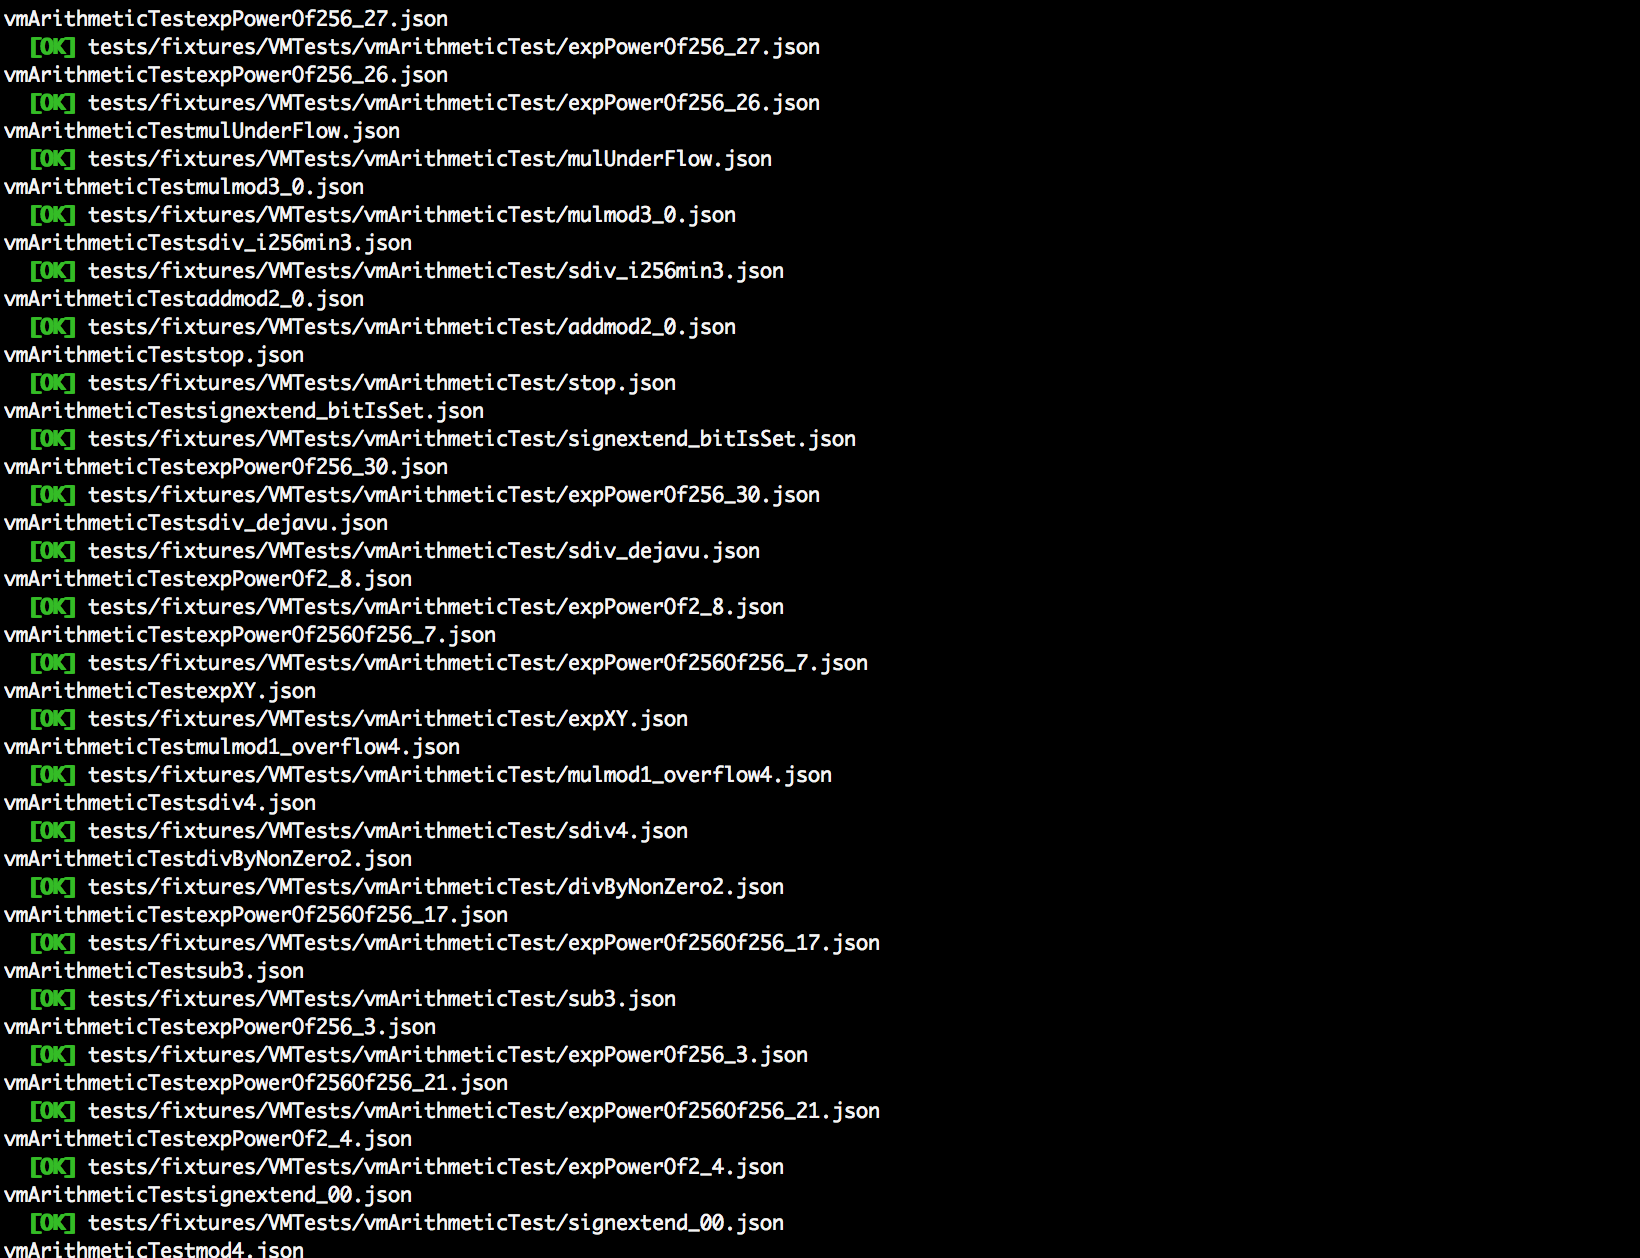 vmArithmeticTestexpPowerOf256_27.json
[OK] tests/fixtures/VMTests/vmArithmeticTest/expPowerOf256_27.json
vmArithmeticTestexpPowerOf256_26.json
[OK] tests/fixtures/VMTests/vmArithmeticTest/expPowerOf256_26.json
vmArithmeticTestmulUnderFlow.json
[OK] tests/fixtures/VMTests/vmArithmeticTest/mulUnderFlow.json
vmArithmeticTestmulmod3_0.json
[OK] tests/fixtures/VMTests/vmArithmeticTest/mulmod3_0.json
vmArithmeticTestsdiv_i256min3.json
[OK] tests/fixtures/VMTests/vmArithmeticTest/sdiv_i256min3.json
vmArithmeticTestaddmod2_0.json
[OK] tests/fixtures/VMTests/vmArithmeticTest/addmod2_0.json
vmArithmeticTeststop.json
[OK] tests/fixtures/VMTests/vmArithmeticTest/stop.json
vmArithmeticTestsignextend_bitIsSet.json
[OK] tests/fixtures/VMTests/vmArithmeticTest/signextend_bitIsSet.json
vmArithmeticTestexpPowerOf256_30.json
[OK] tests/fixtures/VMTests/vmArithmeticTest/expPowerOf256_30.json
vmArithmeticTestsdiv_dejavu.json
[OK] tests/fixtures/VMTests/vmArithmeticTest/sdiv_dejavu.json
vmArithmeticTestexpPowerOf2_8.json
[OK] tests/fixtures/VMTests/vmArithmeticTest/expPowerOf2_8.json
vmArithmeticTestexpPowerOf256Of256_7.json
[OK] tests/fixtures/VMTests/vmArithmeticTest/expPowerOf256Of256_7.json
vmArithmeticTestexpXY.json
[OK] tests/fixtures/VMTests/vmArithmeticTest/expXY.json
vmArithmeticTestmulmod1_overflow4.json
[OK] tests/fixtures/VMTests/vmArithmeticTest/mulmod1_overflow4.json
vmArithmeticTestsdiv4.json
[OK] tests/fixtures/VMTests/vmArithmeticTest/sdiv4.json
vmArithmeticTestdivByNonZero2.json
[OK] tests/fixtures/VMTests/vmArithmeticTest/divByNonZero2.json
vmArithmeticTestexpPowerOf256Of256_17.json
[OK] tests/fixtures/VMTests/vmArithmeticTest/expPowerOf256Of256_17.json
vmArithmeticTestsub3.json
[OK] tests/fixtures/VMTests/vmArithmeticTest/sub3.json
vmArithmeticTestexpPowerOf256_3.json
[OK] tests/fixtures/VMTests/vmArithmeticTest/expPowerOf256_3.json
vmArithmeticTestexpPowerOf256Of256_21.json
[OK] tests/fixtures/VMTests/vmArithmeticTest/expPowerOf256Of256_21.json
vmArithmeticTestexpPowerOf2_4.json
[OK] tests/fixtures/VMTests/vmArithmeticTest/expPowerOf2_4.json
vmArithmeticTestsignextend_00.json
[OK] tests/fixtures/VMTests/vmArithmeticTest/signextend_00.json
vmArithmeticTestmod4.json